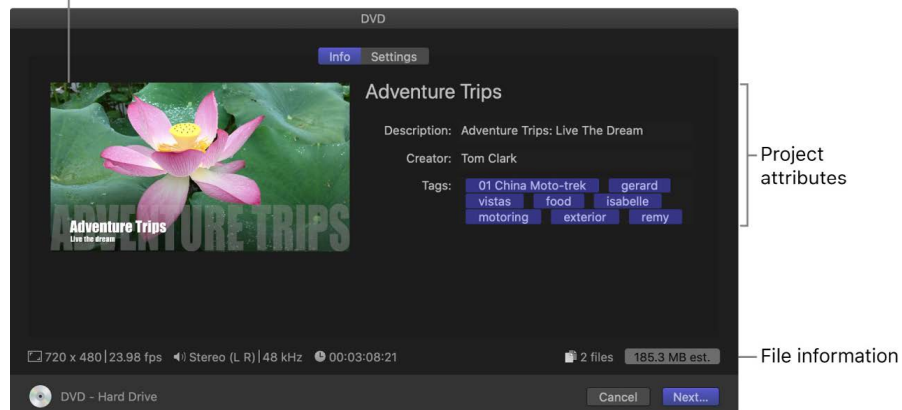 DVD
Info Settings
Adventure Trips
Description: Adventure Trips: Live The Dream
Creator: Tom Clark
Tags: 01 China Moto-trek gerard
vistas food isabelle
motoring exterior remy
ADVENTURE TRIPS
Adventure Trips
Live the dream
Project
attributes
720 x 480 | 23.98 fps Stereo (L R) | 48 kHz 00:03:08:21 2 files 185.3 MB est.
File information
DVD - Hard Drive Cancel Next...